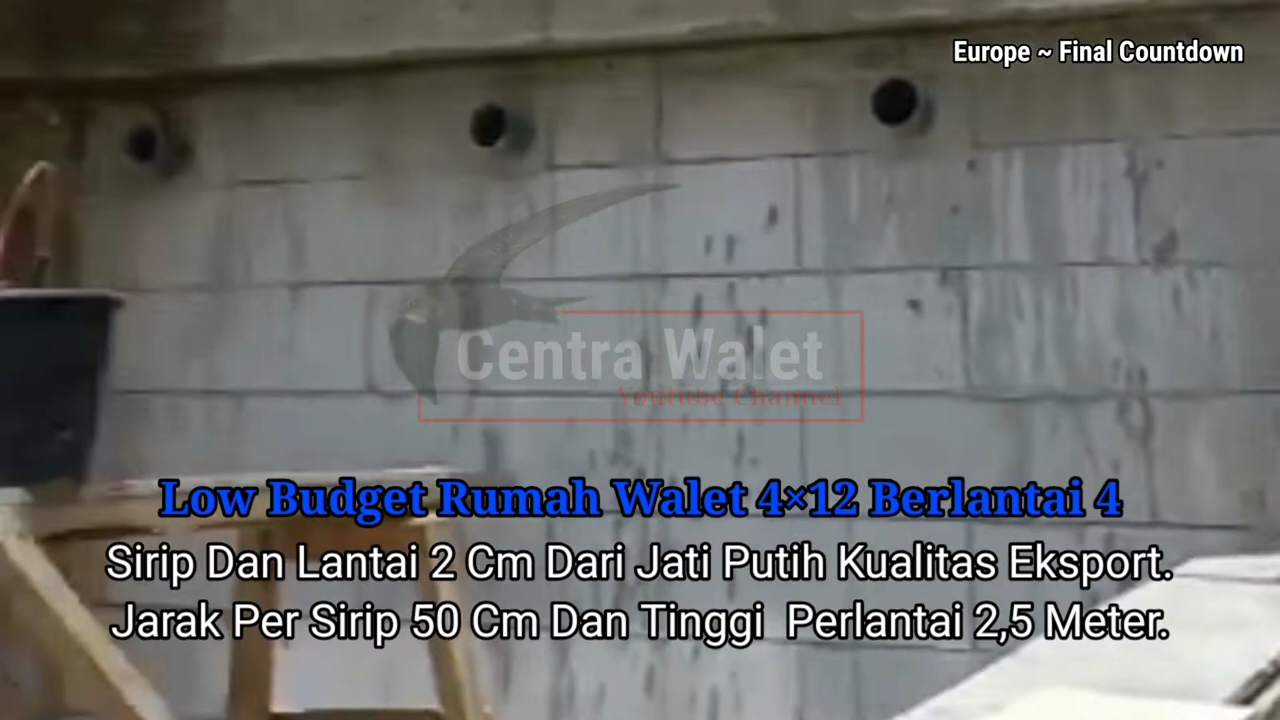 Europe ~ Final Countdown
Centra Walet
Youtube Channel
Low Budget Rumah Walet 4×12 Berlantai 4
Sirip Dan Lantai 2 Cm Dari Jati Putih Kualitas Eksport.
Jarak Per Sirip 50 Cm Dan Tinggi Perlantai 2,5 Meter.